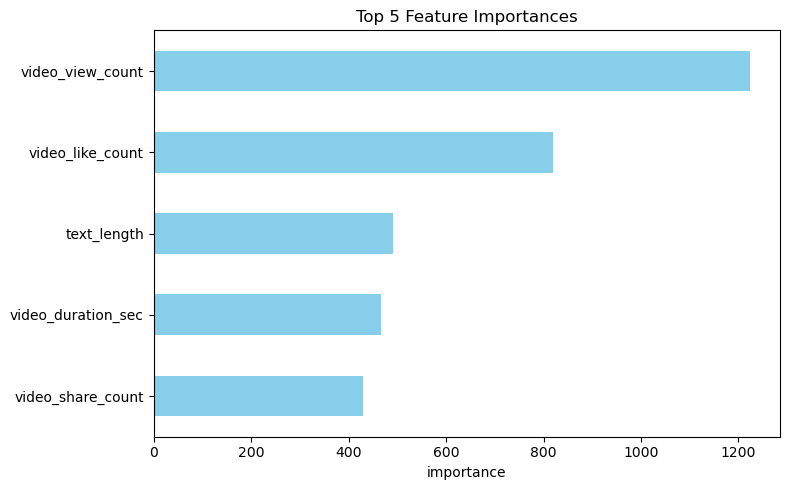 Top 5 Feature Importances
video_view_count
video_like_count
text_length
video_duration_sec
video_share_count
0 200 400 600 800 1000 1200
importance